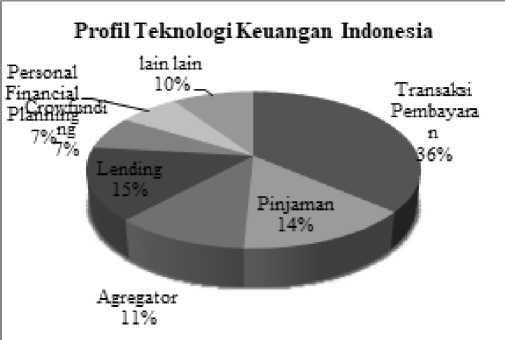 Profil Teknologi Keuangan Indonesia
Personal
Financial
Planning
7%
Crowfundi
ng
7%
lain lain
10%
Transaksi
Pembayara
n
36%
Lending
15%
Pinjaman
14%
Agregator
11%